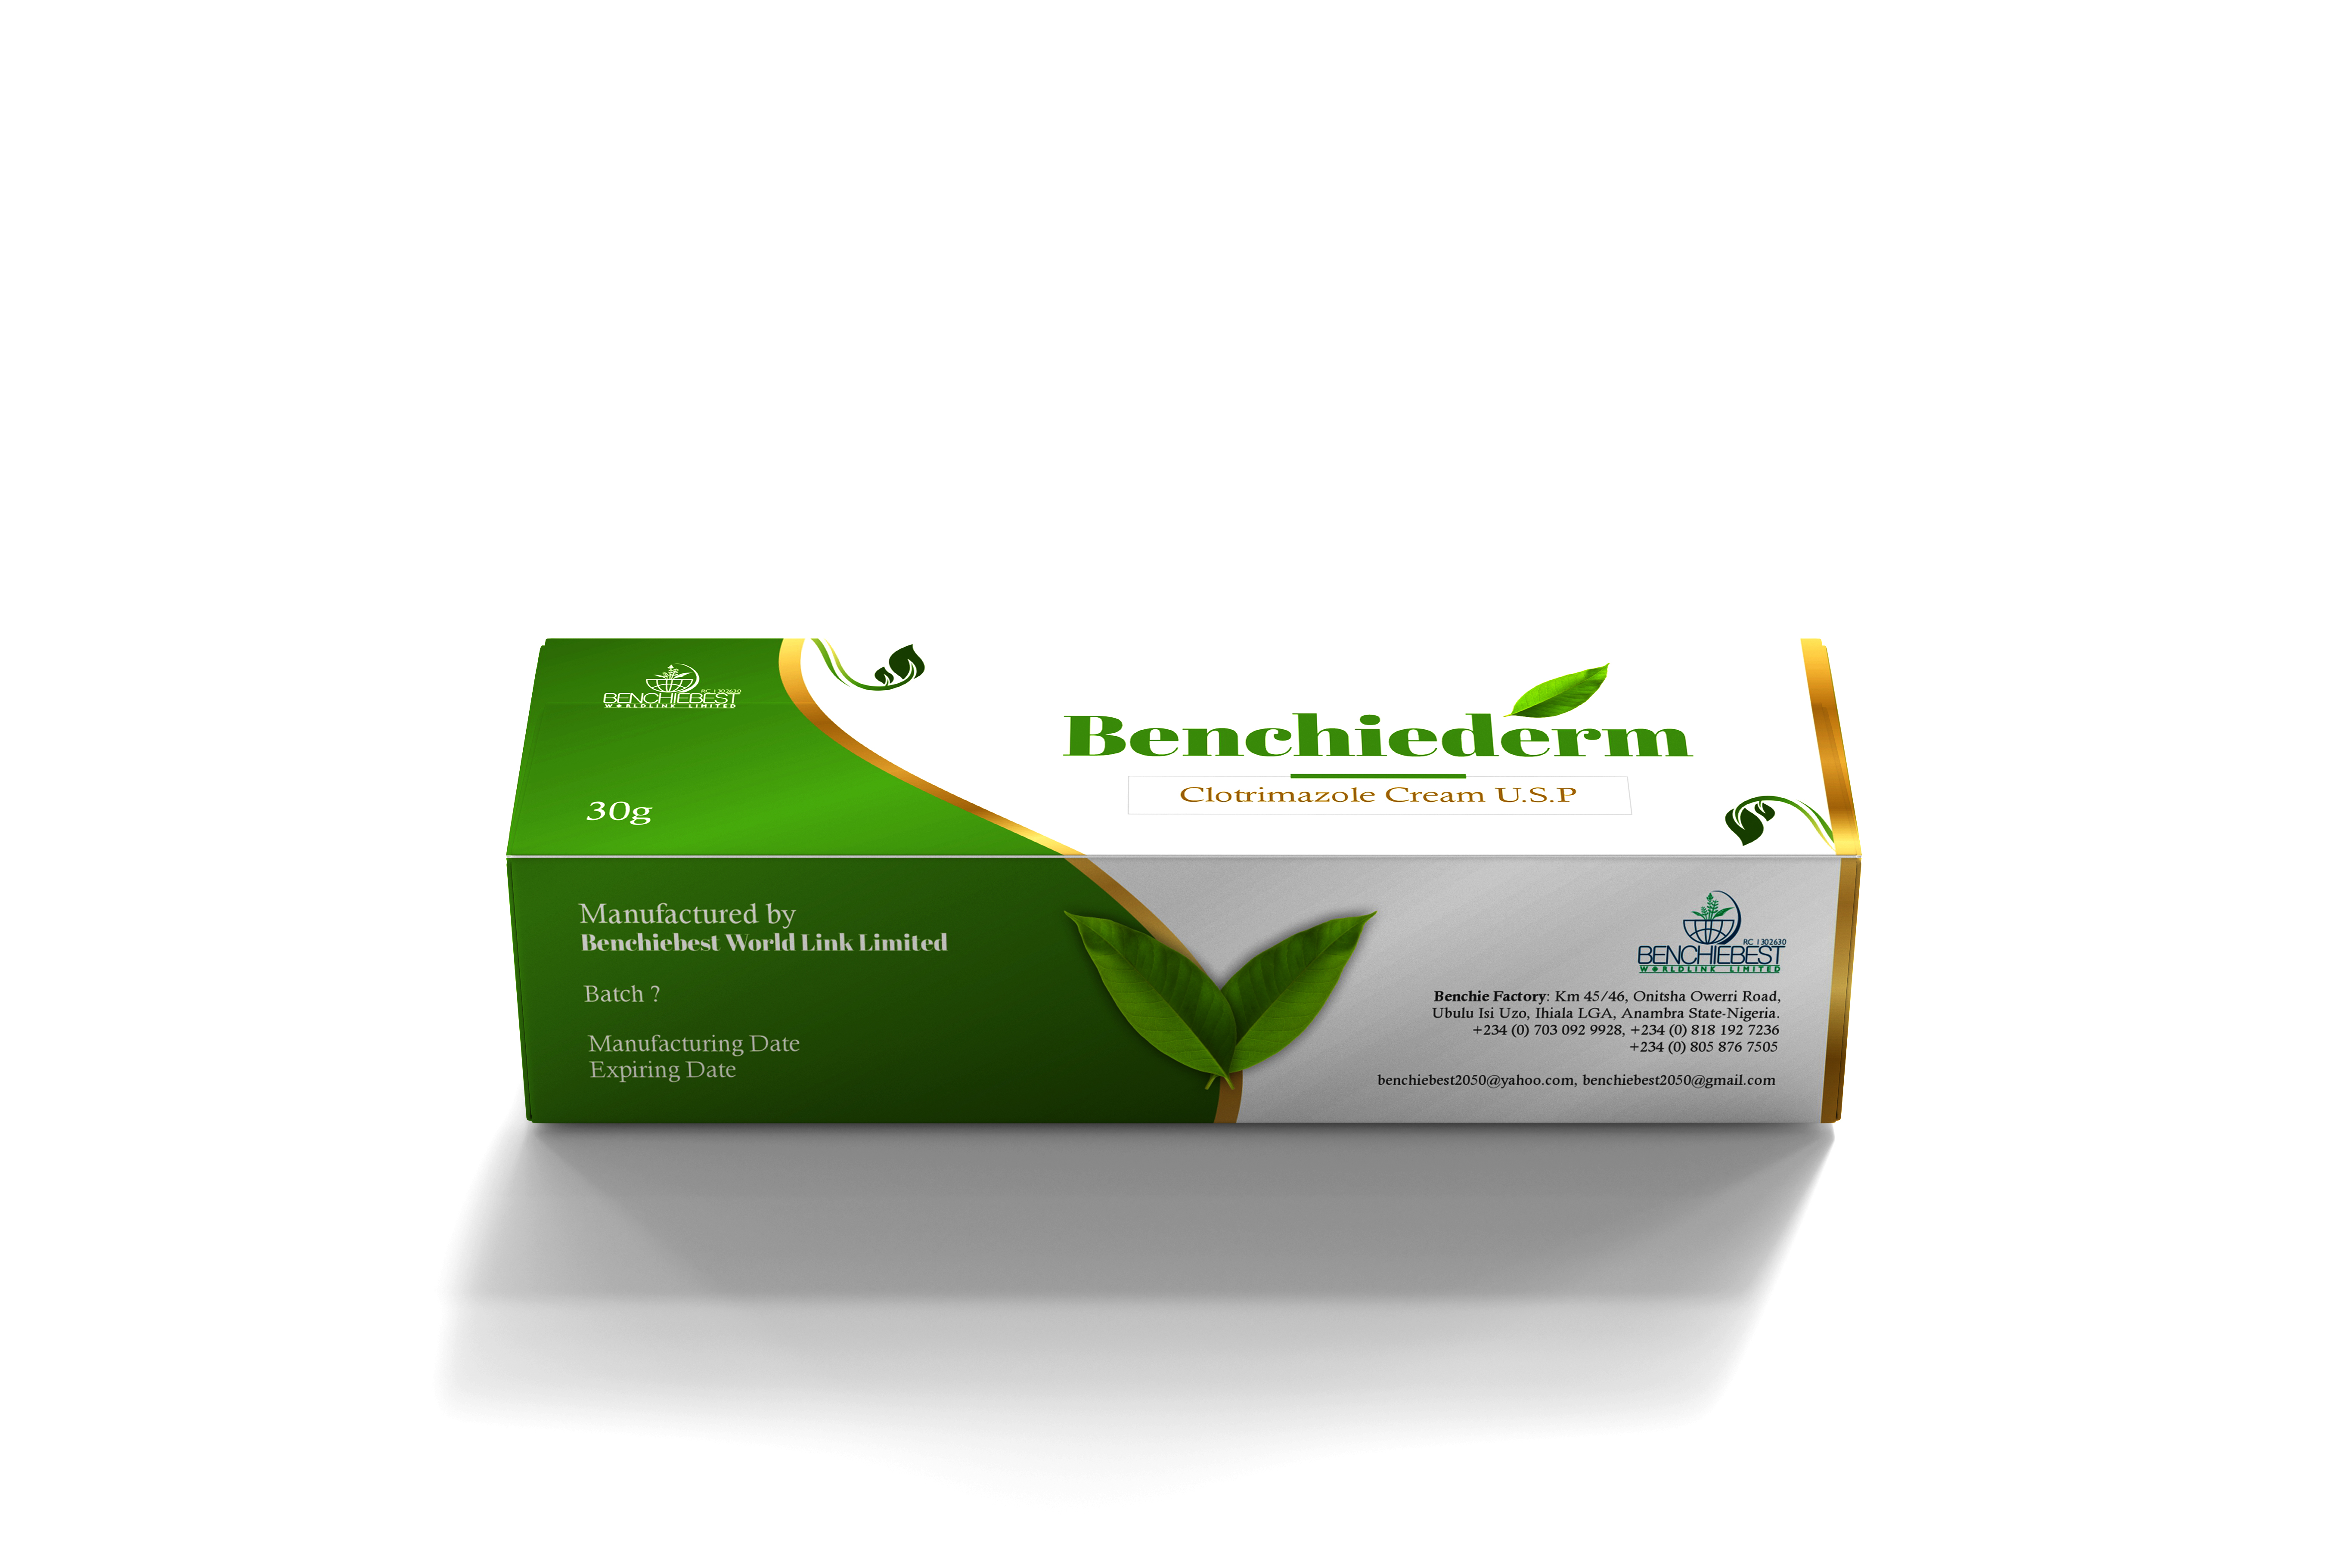 RC 1302630
BENCHIEBEST
WORLDLINK LIMITED
30g
Benchiederm
Clotrimazole Cream U.S.P
Manufactured by
Benchiebest World Link Limited
Batch ?
Manufacturing Date
Expiring Date
RC 1302630
BENCHIEBEST
WORLDLINK LIMITED
Benchie Factory: Km 45/46, Onitsha Owerri Road,
Ubulu Isi Uzo, Ihiala LGA, Anambra State-Nigeria.
+234 (0) 703 092 9928, +234 (0) 818 192 7236
+234 (0) 805 876 7505
benchiebest2050@yahoo.com, benchiebest2050@gmail.com